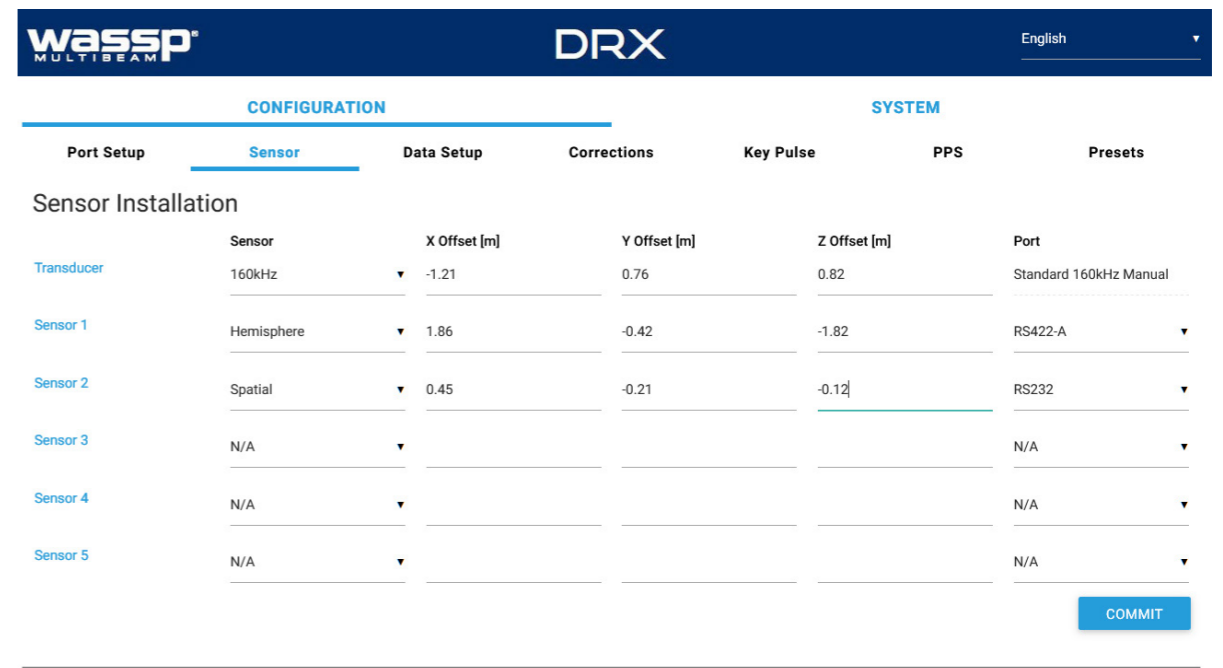 wassp®
MULTIBEAM
DRX
English
CONFIGURATION SYSTEM
Port Setup Sensor Data Setup Corrections Key Pulse PPS Presets
Sensor Installation
Sensor X Offset [m] Y Offset [m] Z Offset [m] Port
Transducer 160kHz -1.21 0.76 0.82 Standard 160kHz Manual
Sensor 1 Hemisphere 1.86 -0.42 -1.82 RS422-A
Sensor 2 Spatial 0.45 -0.21 -0.12 RS232
Sensor 3 N/A N/A
Sensor 4 N/A N/A
Sensor 5 N/A N/A
COMMIT